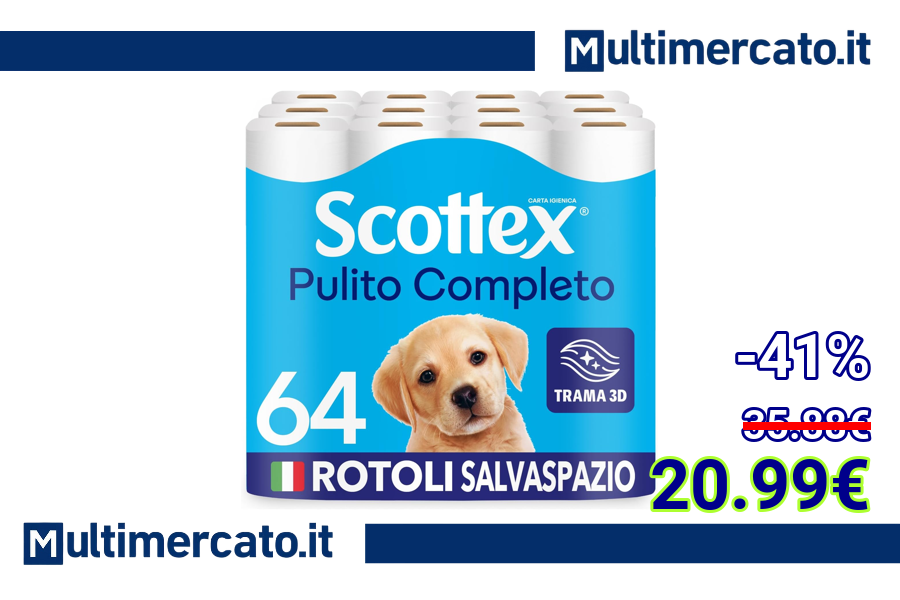 Multimercato.it
CARTA IGIENICA
Scottex®
Pulito Completo
TRAMA 3D
64
ROTOLI SALVASPAZIO
-41%
35.88€
20.99€
Multimercato.it